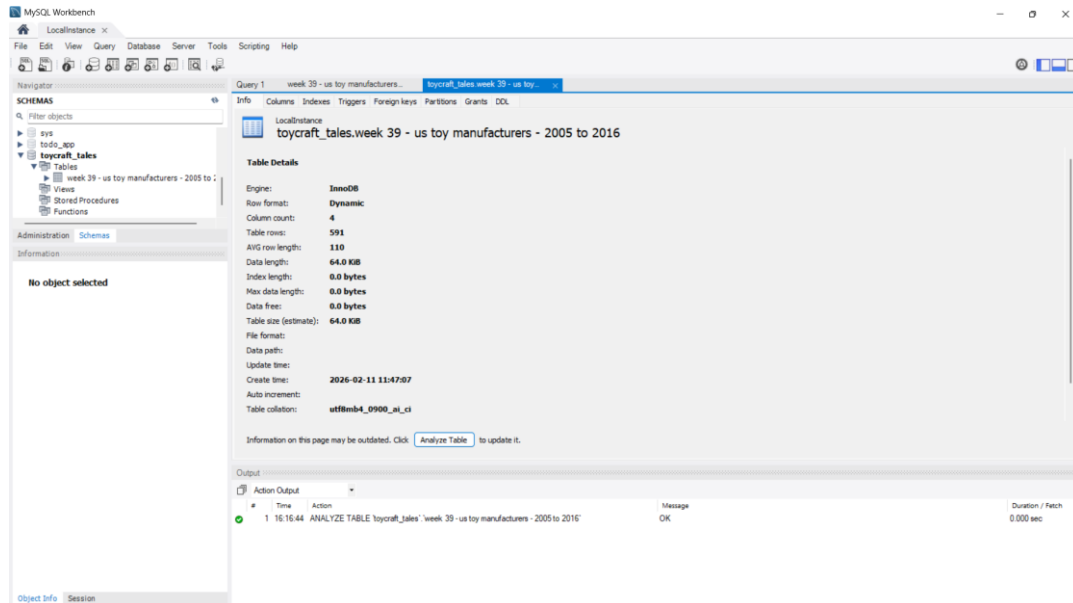 MySQL Workbench
LocalInstance ×
File Edit View Query Database Server Tools Scripting Help
Navigator
SCHEMAS
Filter objects
sys
todo_app
toycraft_tales
Tables
week 39 - us toy manufacturers - 2005 to 2
Views
Stored Procedures
Functions
Administration Schemas
Information
No object selected
Object Info Session
Query 1 week 39 - us toy manufacturers... toycraft_tales.week 39 - us toy... ×
Info Columns Indexes Triggers Foreign keys Partitions Grants DDL
LocalInstance
toycraft_tales.week 39 - us toy manufacturers - 2005 to 2016
Table Details
Engine: InnoDB
Row format: Dynamic
Column count: 4
Table rows: 591
AVG row length: 110
Data length: 64.0 KiB
Index length: 0.0 bytes
Max data length: 0.0 bytes
Data free: 0.0 bytes
Table size (estimate): 64.0 KiB
File format:
Data path:
Update time:
Create time: 2026-02-11 11:47:07
Auto increment:
Table collation: utf8mb4_0900_ai_ci
Information on this page may be outdated. Click Analyze Table to update it.
Output
Action Output
# Time Action Message Duration / Fetch
1 16:16:44 ANALYZE TABLE `toycraft_tales`.`week 39 - us toy manufacturers - 2005 to 2016` OK 0.000 sec